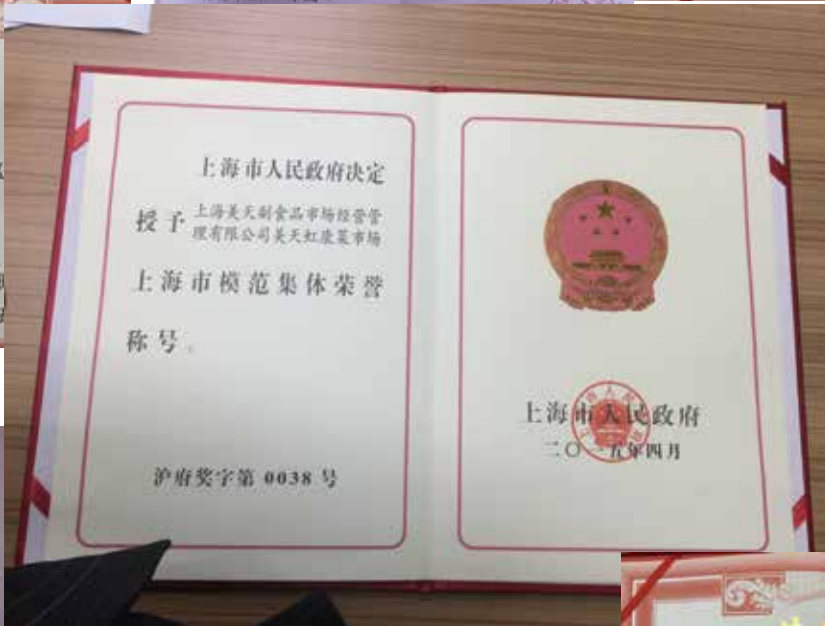 上海市人民政府决定
授予
上海美天副食品市场经营管
理有限公司美天虹康菜市场
上海市模范集体荣誉
称号。
沪府奖字第 0038 号
上海市人民政府
二〇一五年四月